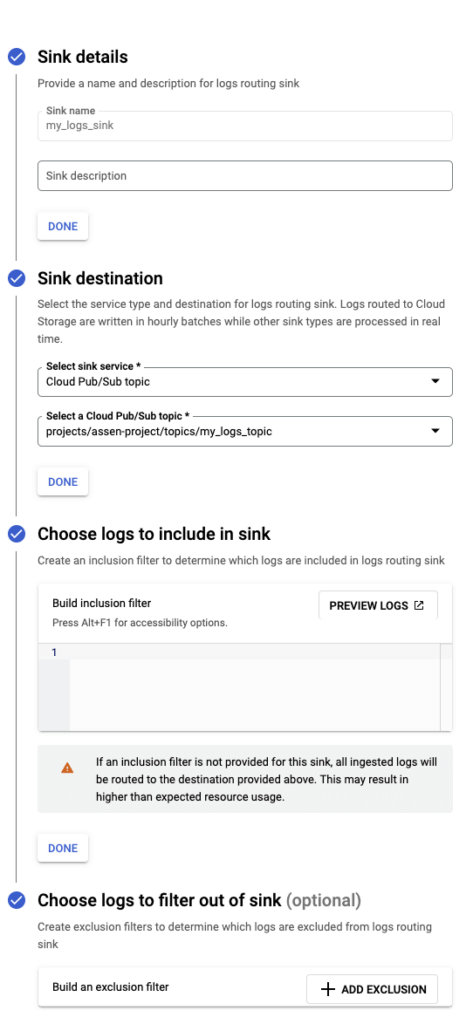 Sink details
Provide a name and description for logs routing sink
Sink name
my_logs_sink
Sink description
DONE
Sink destination
Select the service type and destination for logs routing sink. Logs routed to Cloud
Storage are written in hourly batches while other sink types are processed in real
time.
Select sink service *
Cloud Pub/Sub topic
Select a Cloud Pub/Sub topic *
projects/assen-project/topics/my_logs_topic
DONE
Choose logs to include in sink
Create an inclusion filter to determine which logs are included in logs routing sink
Build inclusion filter
PREVIEW LOGS
Press Alt+F1 for accessibility options.
1
If an inclusion filter is not provided for this sink, all ingested logs will
be routed to the destination provided above. This may result in
higher than expected resource usage.
DONE
Choose logs to filter out of sink (optional)
Create exclusion filters to determine which logs are excluded from logs routing
sink
Build an exclusion filter
+ ADD EXCLUSION